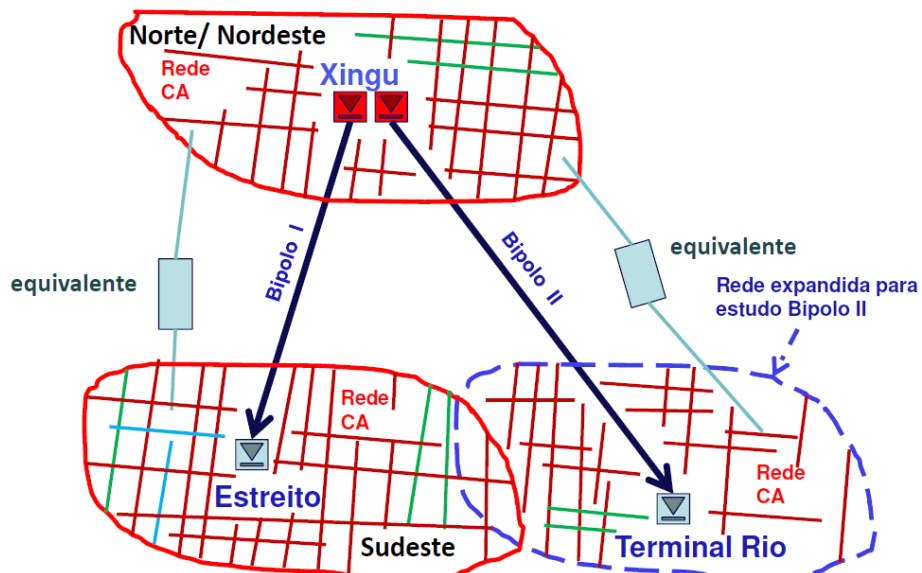 Norte/ Nordeste
Rede
CA
Xingu
Bipolo I
Bipolo II
equivalente
equivalente
Rede expandida para
estudo Bipolo II
Rede
CA
Estreito
Sudeste
Rede
CA
Terminal Rio